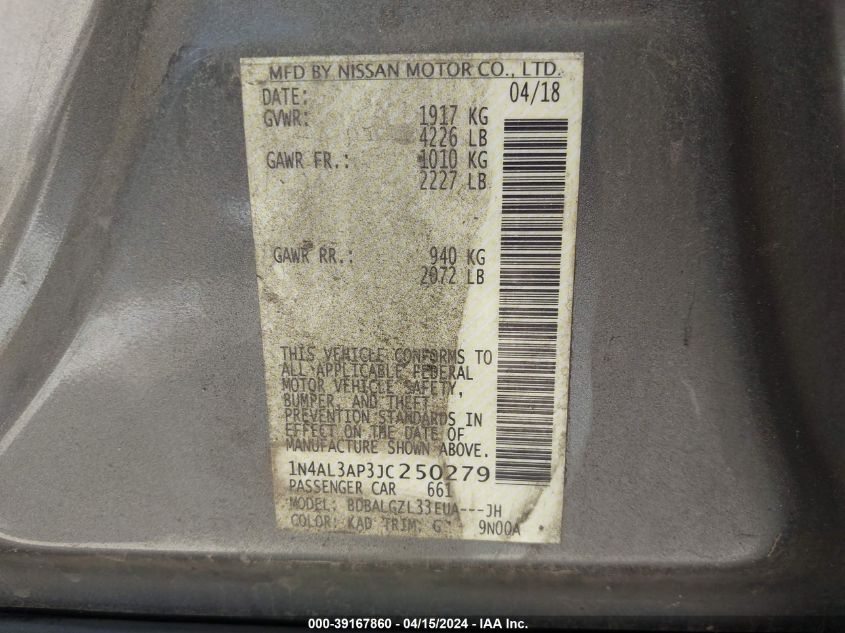 MFD BY NISSAN MOTOR CO., LTD.
DATE: 04/18
GVWR: 1917 KG
4226 LB
GAWR FR.: 1010 KG
2227 LB
GAWR RR.: 940 KG
2072 LB
THIS VEHICLE CONFORMS TO
ALL APPLICABLE FEDERAL
MOTOR VEHICLE SAFETY,
BUMPER, AND THEFT
PREVENTION STANDARDS IN
EFFECT ON THE DATE OF
MANUFACTURE SHOWN ABOVE.
1N4AL3AP3JC250279
PASSENGER CAR 661
MODEL: BDBALGZL33EUA---JH
COLOR: KAD TRIM: G 9N00A
000-39167860 - 04/15/2024 - IAA Inc.